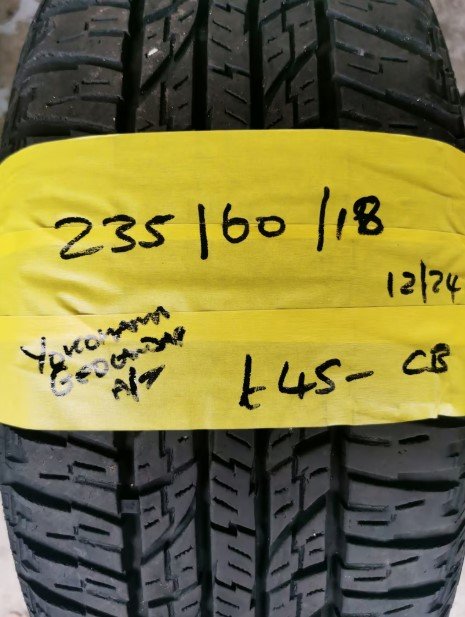 235/60/18
12/24
YOKOHAMA
GEOLANDAR
A/T
£45-
CB